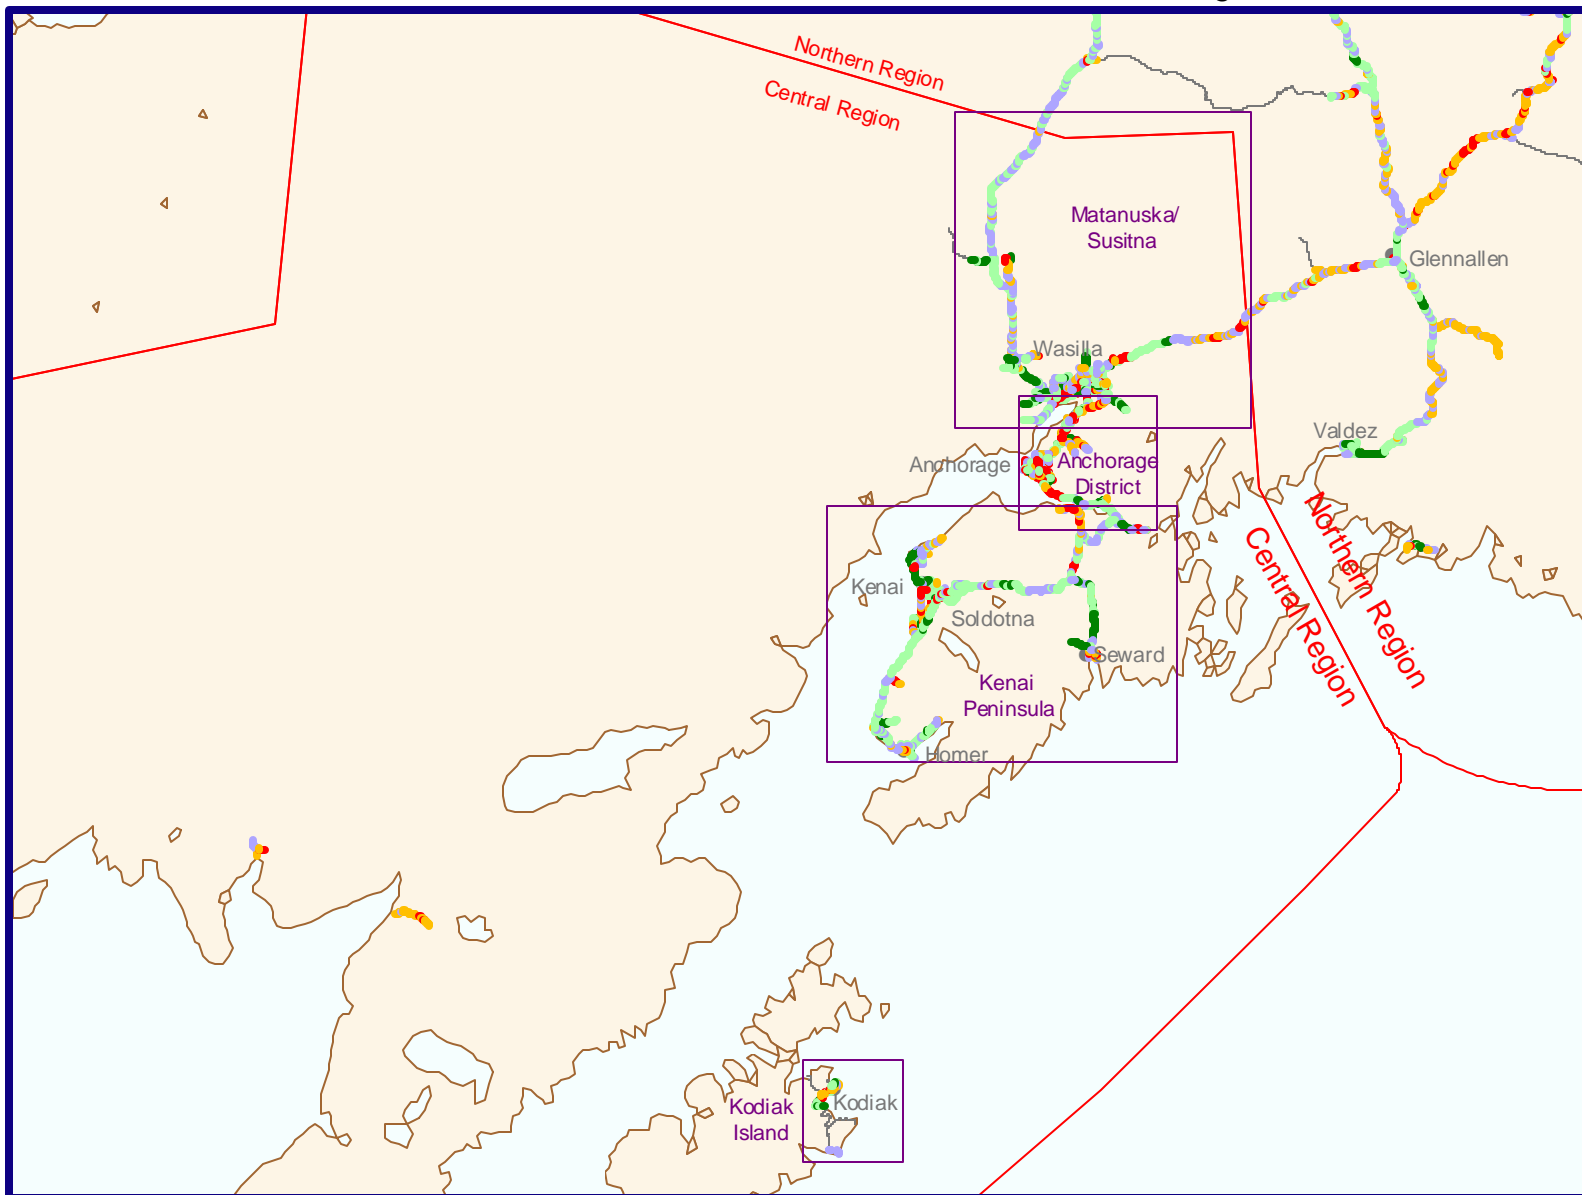 Northern Region
Central Region
Matanuska/
Susitna
Glennallen
Wasilla
Valdez
Anchorage
Anchorage
District
Northern Region
Central Region
Kenai
Soldotna
Seward
Kenai
Peninsula
Homer
Kodiak
Kodiak
Island